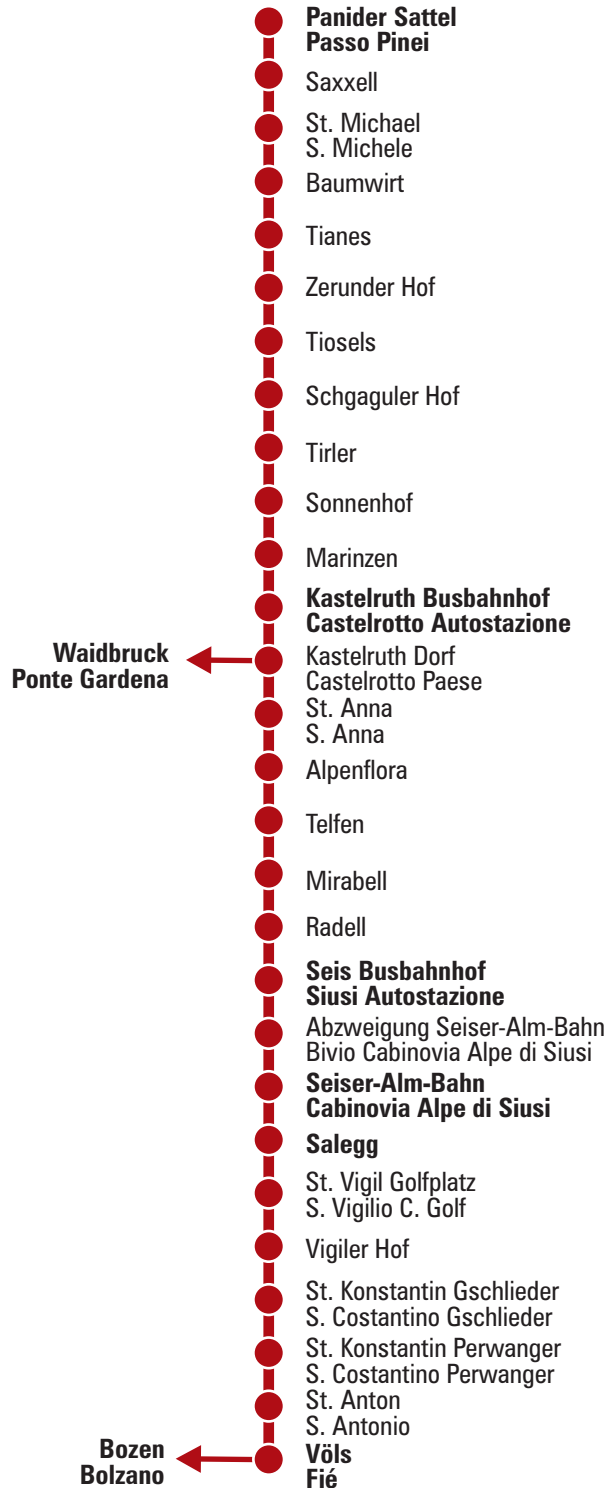 Panider Sattel
Passo Pinei
Saxxell
St. Michael
S. Michele
Baumwirt
Tianes
Zerunder Hof
Tiosels
Schgaguler Hof
Tirler
Sonnenhof
Marinzen
Kastelruth Busbahnhof
Castelrotto Autostazione
Waidbruck
Ponte Gardena
Kastelruth Dorf
Castelrotto Paese
St. Anna
S. Anna
Alpenflora
Telfen
Mirabell
Radell
Seis Busbahnhof
Siusi Autostazione
Abzweigung Seiser-Alm-Bahn
Bivio Cabinovia Alpe di Siusi
Seiser-Alm-Bahn
Cabinovia Alpe di Siusi
Salegg
St. Vigil Golfplatz
S. Vigilio C. Golf
Vigiler Hof
St. Konstantin Gschlieder
S. Costantino Gschlieder
St. Konstantin Perwanger
S. Costantino Perwanger
St. Anton
S. Antonio
Bozen
Bolzano
Völs
Fié